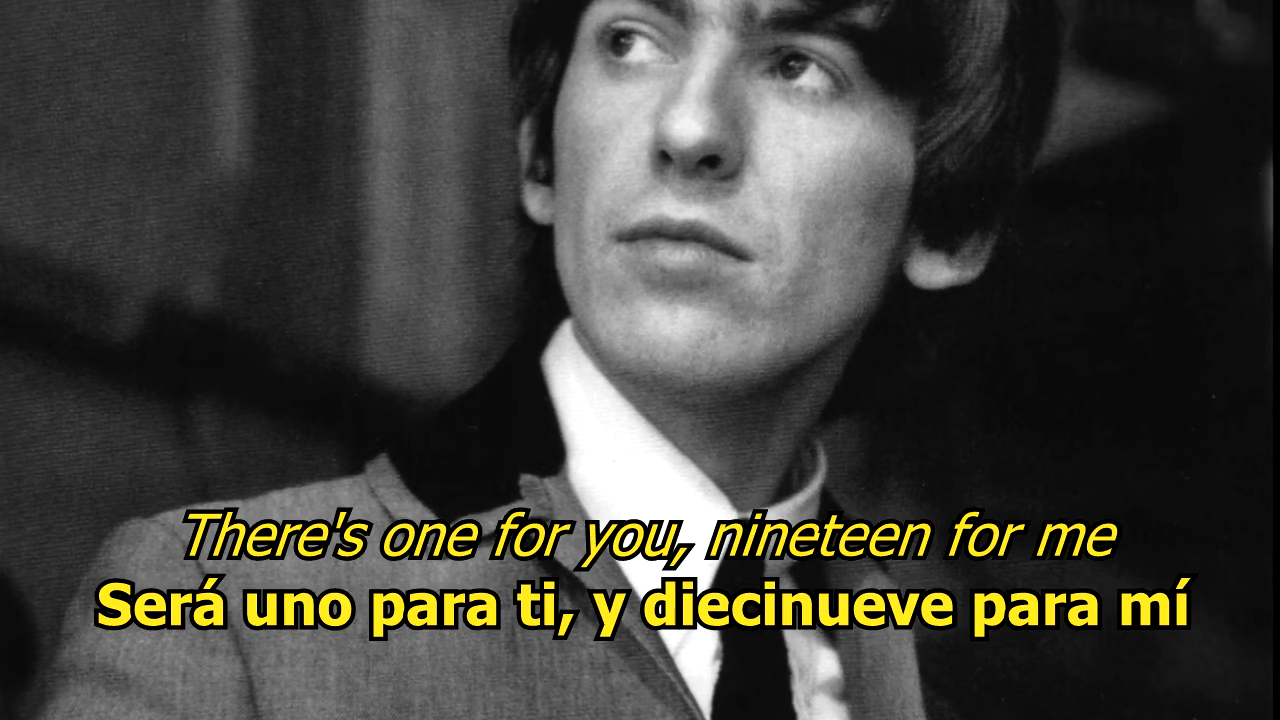 There's one for you, nineteen for me
Será uno para ti, y diecinueve para mí